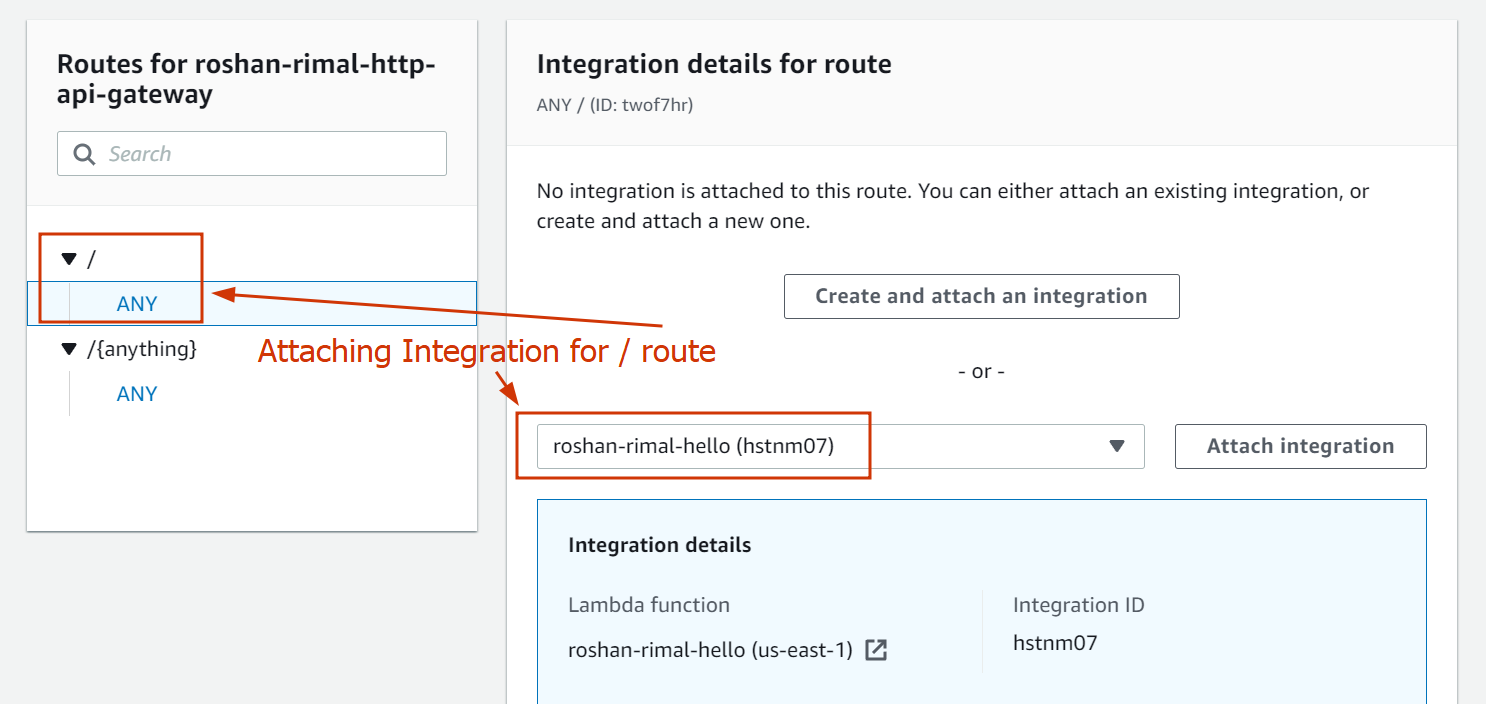 Routes for roshan-rimal-http-
api-gateway
Search
/
ANY
/{anything}
ANY
Attaching Integration for / route
Integration details for route
ANY / (ID: twof7hr)
No integration is attached to this route. You can either attach an existing integration, or
create and attach a new one.
Create and attach an integration
- or -
roshan-rimal-hello (hstnm07)
Attach integration
Integration details
Lambda function
roshan-rimal-hello (us-east-1)
Integration ID
hstnm07